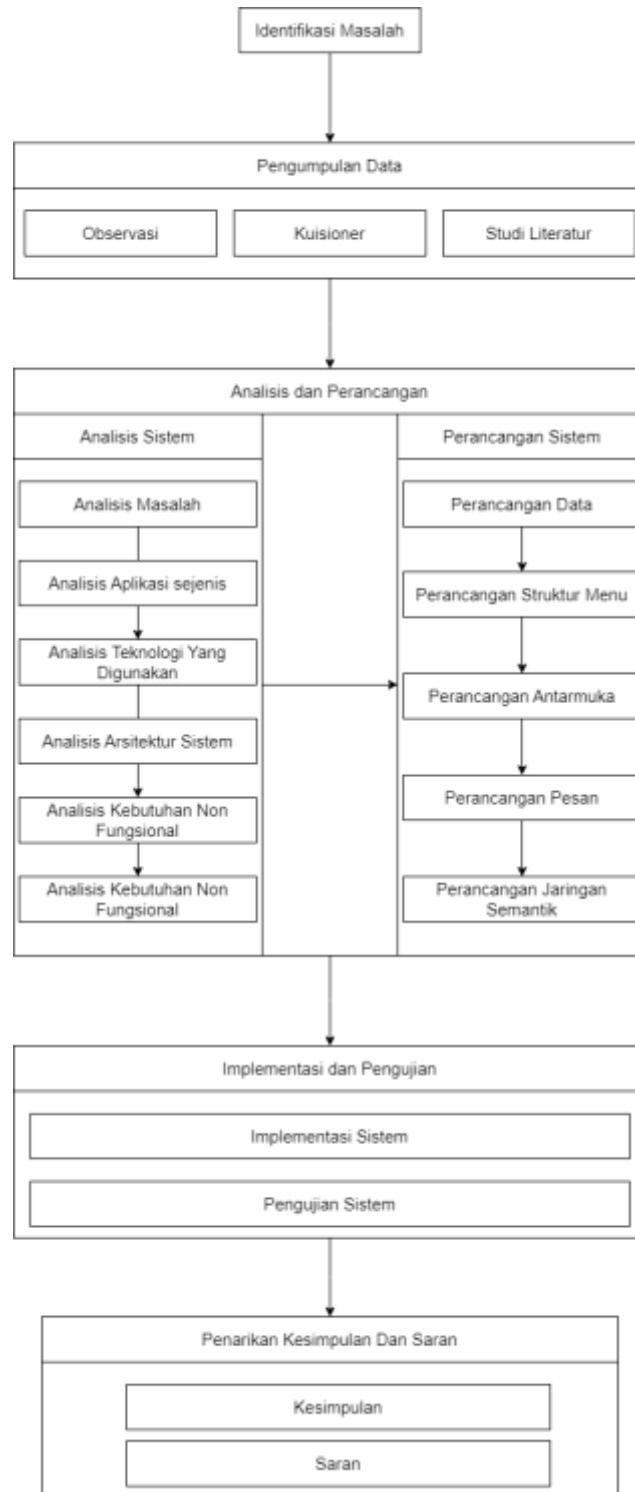 Identifikasi Masalah
Pengumpulan Data
Observasi
Kuisioner
Studi Literatur
Analisis dan Perancangan
Analisis Sistem
Analisis Masalah
Analisis Aplikasi sejenis
Analisis Teknologi Yang
Digunakan
Analisis Arsitektur Sistem
Analisis Kebutuhan Non
Fungsional
Analisis Kebutuhan Non
Fungsional
Perancangan Sistem
Perancangan Data
Perancangan Struktur Menu
Perancangan Antarmuka
Perancangan Pesan
Perancangan Jaringan
Semantik
Implementasi dan Pengujian
Implementasi Sistem
Pengujian Sistem
Penarikan Kesimpulan Dan Saran
Kesimpulan
Saran